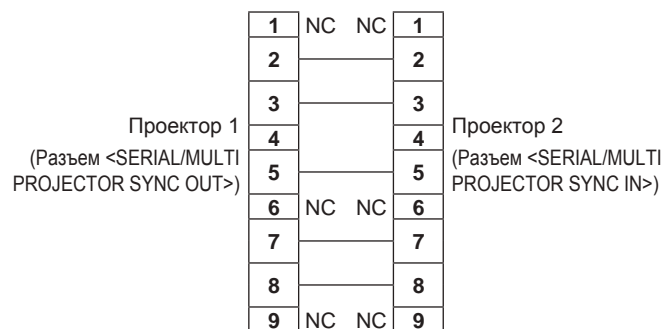 1 NC NC 1
2 2
3 3
Проектор 1
4 4
Проектор 2
(Разъем <SERIAL/MULTI
PROJECTOR SYNC OUT>)
5 5
(Разъем <SERIAL/MULTI
PROJECTOR SYNC IN>)
6 NC NC 6
7 7
8 8
9 NC NC 9